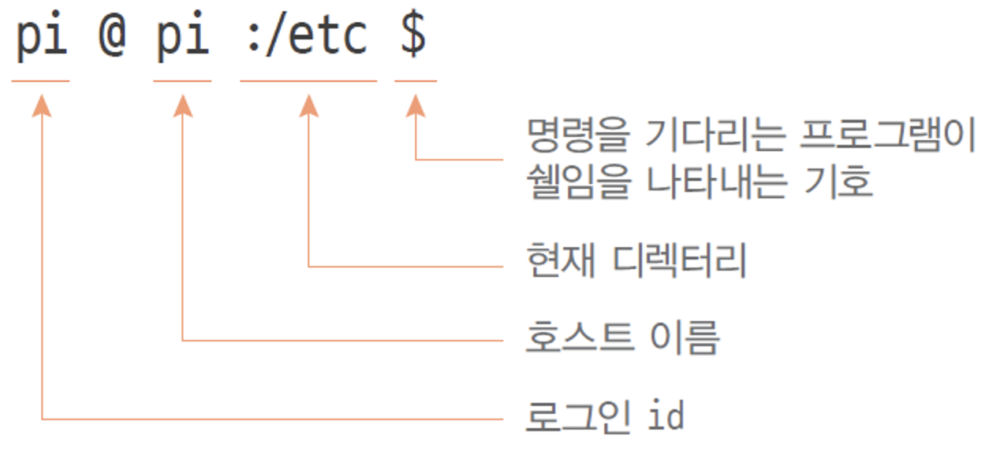 pi @ pi :/etc $
명령을 기다리는 프로그램이
쉘임을 나타내는 기호
현재 디렉터리
호스트 이름
로그인 id